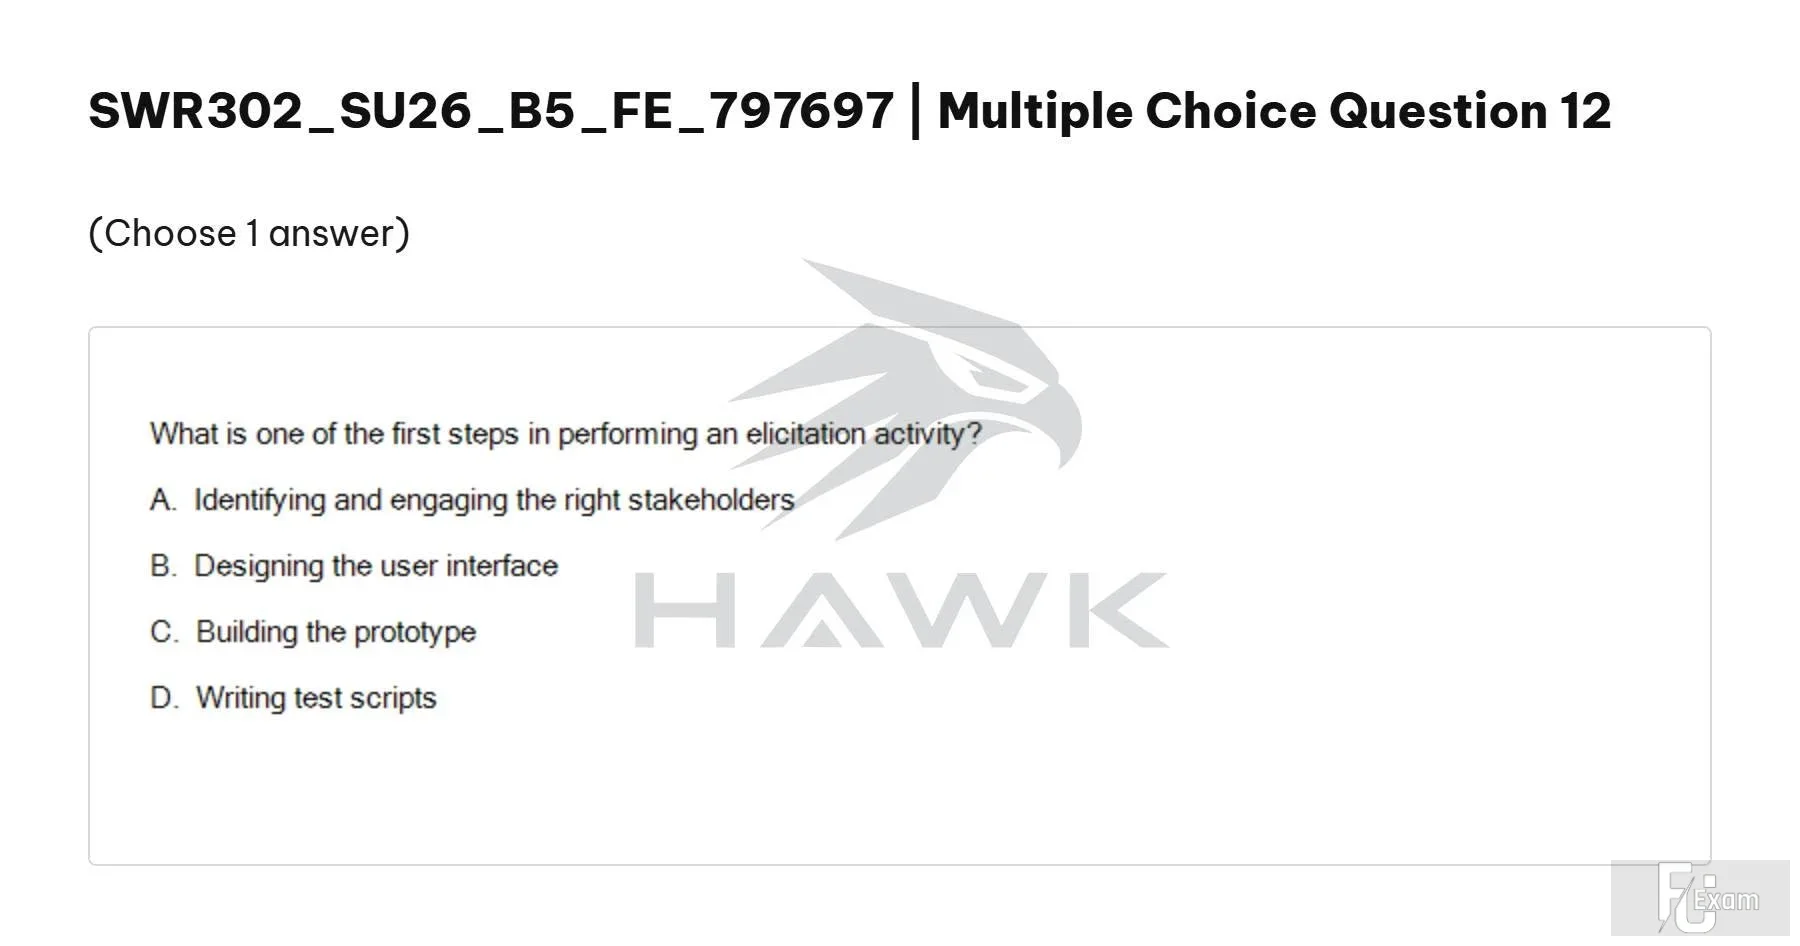 SWR302_SU26_B5_FE_797697 | Multiple Choice Question 12
(Choose 1 answer)
What is one of the first steps in performing an elicitation activity?
A. Identifying and engaging the right stakeholders
B. Designing the user interface
C. Building the prototype
D. Writing test scripts
HAWK
FU Exam